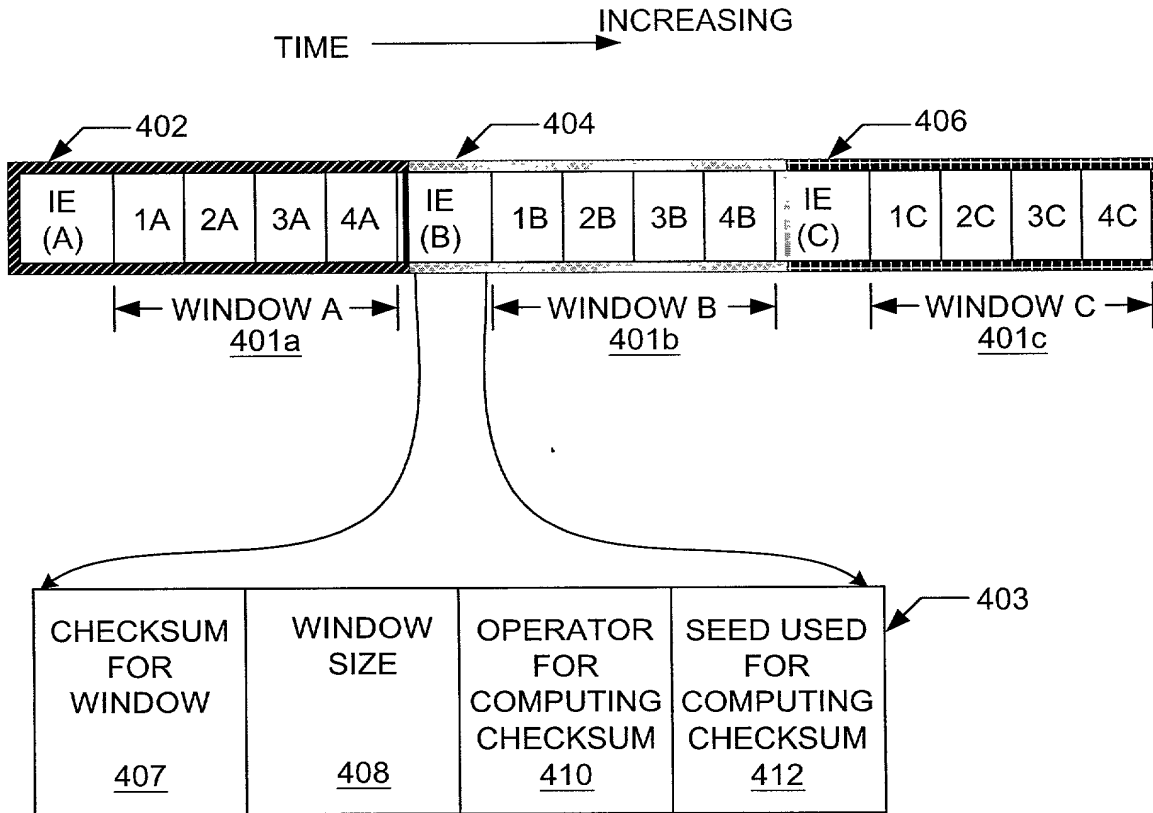 INCREASING
TIME
402
404
406
IE
(A)
1A
2A
3A
4A
IE
(B)
1B
2B
3B
4B
IE
(C)
1C
2C
3C
4C
WINDOW A
401a
WINDOW B
401b
WINDOW C
401c
403
CHECKSUM
FOR
WINDOW
407
WINDOW
SIZE
408
OPERATOR
FOR
COMPUTING
CHECKSUM
410
SEED USED
FOR
COMPUTING
CHECKSUM
412